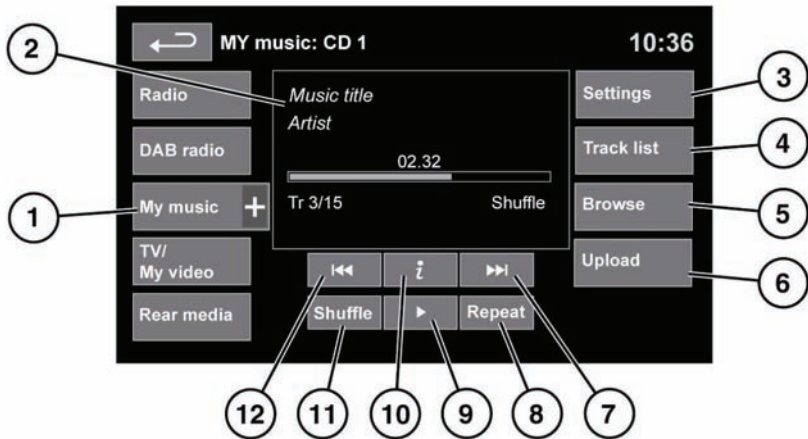 MY music: CD 1
10:36
Radio
DAB radio
My music +
TV/
My video
Rear media
Music title
Artist
02.32
Tr 3/15 Shuffle
i
Shuffle
Repeat
Settings
Track list
Browse
Upload
1
2
3
4
5
6
7
8
9
10
11
12